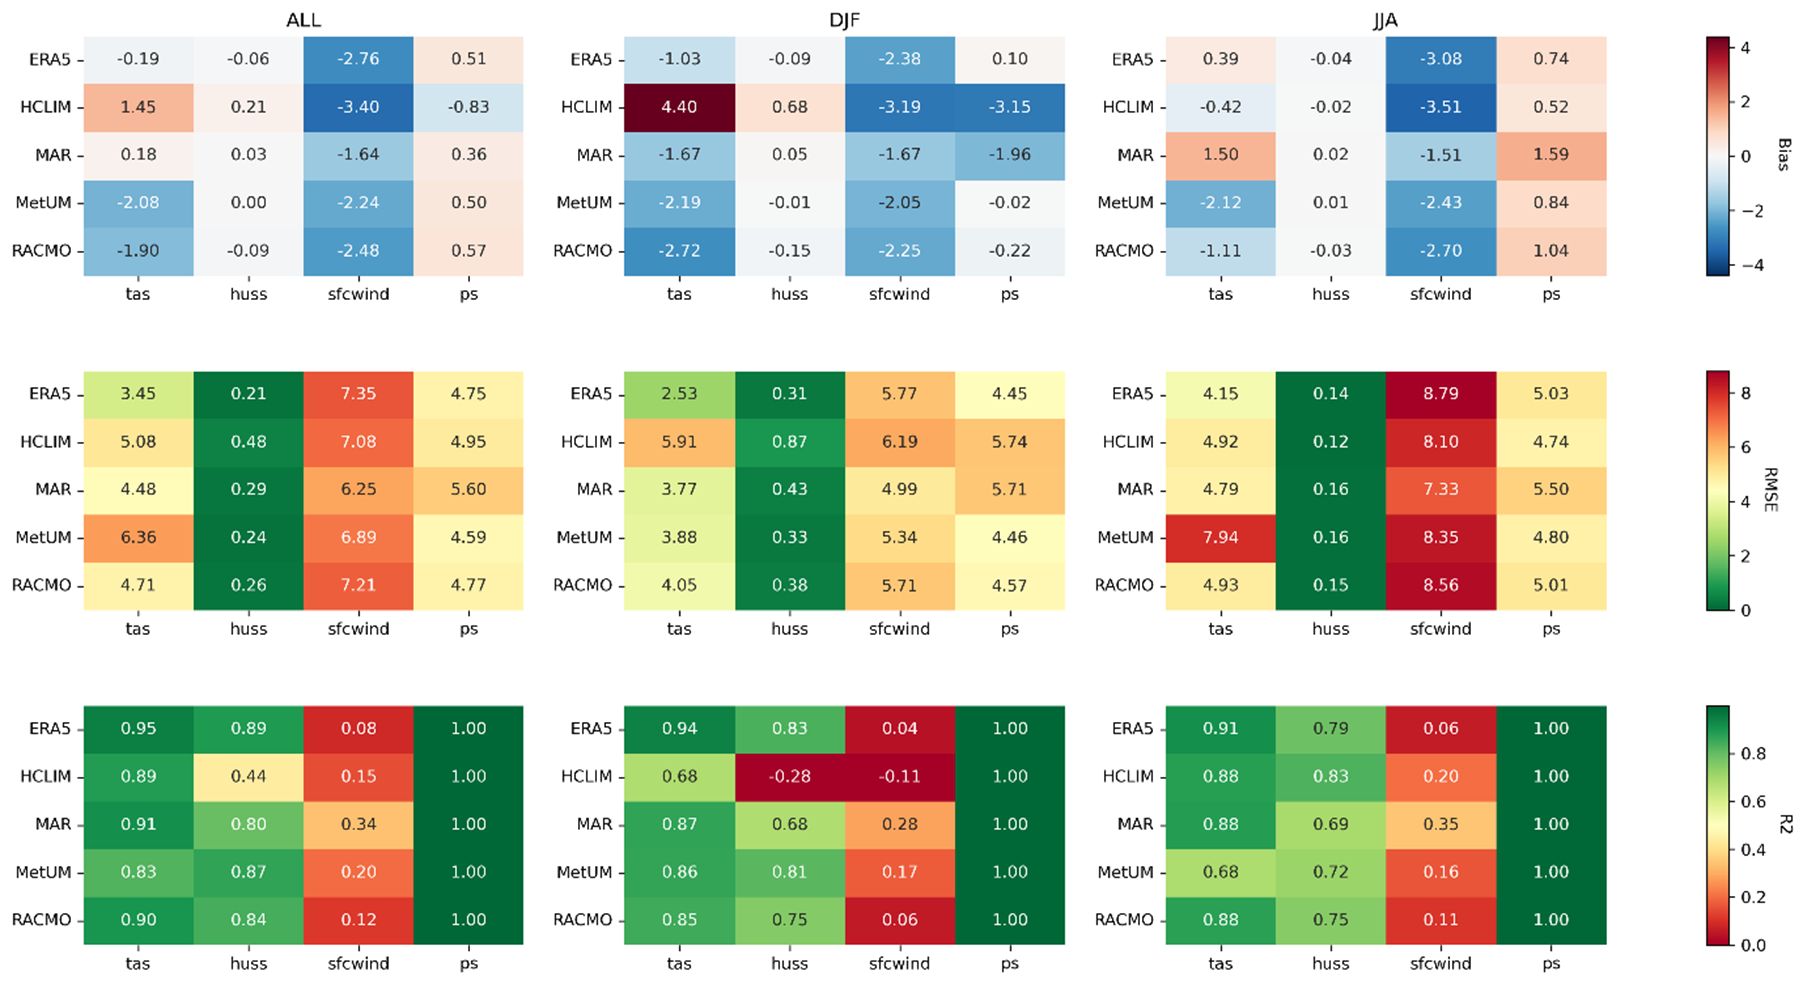 ALL DJF JJA
ERA5 -0.19 -0.06 -2.76 0.51 ERA5 -1.03 -0.09 -2.38 0.10 ERA5 0.39 -0.04 -3.08 0.74 4
HCLIM 1.45 0.21 -3.40 -0.83 HCLIM 4.40 0.68 -3.19 -3.15 HCLIM -0.42 -0.02 -3.51 0.52 2
MAR 0.18 0.03 -1.64 0.36 MAR -1.67 0.05 -1.67 -1.96 MAR 1.50 0.02 -1.51 1.59 0 Bias
MetUM -2.08 0.00 -2.24 0.50 MetUM -2.19 -0.01 -2.05 -0.02 MetUM -2.12 0.01 -2.43 0.84 −2
RACMO -1.90 -0.09 -2.48 0.57 RACMO -2.72 -0.15 -2.25 -0.22 RACMO -1.11 -0.03 -2.70 1.04 −4
tas huss sfcwind ps tas huss sfcwind ps tas huss sfcwind ps
ERA5 3.45 0.21 7.35 4.75 ERA5 2.53 0.31 5.77 4.45 ERA5 4.15 0.14 8.79 5.03 8
HCLIM 5.08 0.48 7.08 4.95 HCLIM 5.91 0.87 6.19 5.74 HCLIM 4.92 0.12 8.10 4.74 6
MAR 4.48 0.29 6.25 5.60 MAR 3.77 0.43 4.99 5.71 MAR 4.79 0.16 7.33 5.50 4 RMSE
MetUM 6.36 0.24 6.89 4.59 MetUM 3.88 0.33 5.34 4.46 MetUM 7.94 0.16 8.35 4.80 2
RACMO 4.71 0.26 7.21 4.77 RACMO 4.05 0.38 5.71 4.57 RACMO 4.93 0.15 8.56 5.01 0
tas huss sfcwind ps tas huss sfcwind ps tas huss sfcwind ps
ERA5 0.95 0.89 0.08 1.00 ERA5 0.94 0.83 0.04 1.00 ERA5 0.91 0.79 0.06 1.00 0.8
HCLIM 0.89 0.44 0.15 1.00 HCLIM 0.68 -0.28 -0.11 1.00 HCLIM 0.88 0.83 0.20 1.00 0.6
MAR 0.91 0.80 0.34 1.00 MAR 0.87 0.68 0.28 1.00 MAR 0.88 0.69 0.35 1.00 0.4 R2
MetUM 0.83 0.87 0.20 1.00 MetUM 0.86 0.81 0.17 1.00 MetUM 0.68 0.72 0.16 1.00 0.2
RACMO 0.90 0.84 0.12 1.00 RACMO 0.85 0.75 0.06 1.00 RACMO 0.88 0.75 0.11 1.00 0.0
tas huss sfcwind ps tas huss sfcwind ps tas huss sfcwind ps